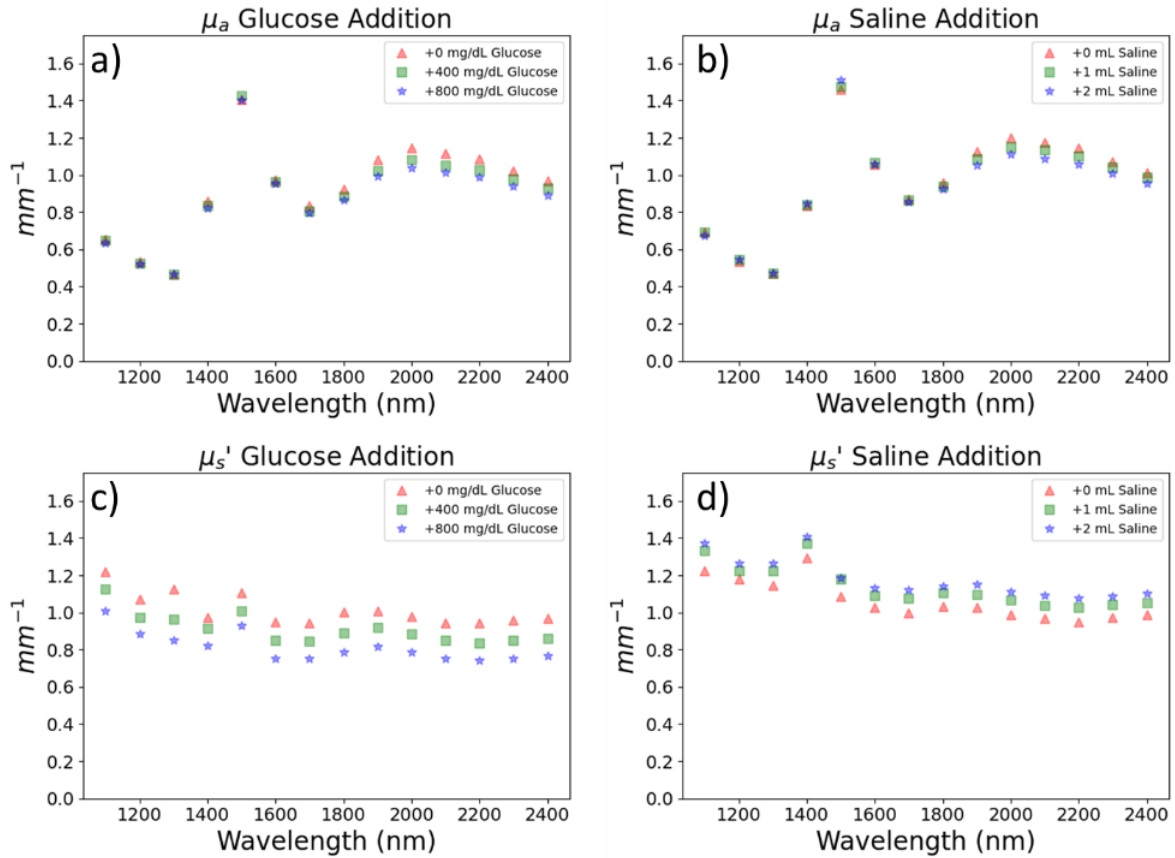 μₐ Glucose Addition
a)
+0 mg/dL Glucose
+400 mg/dL Glucose
+800 mg/dL Glucose
mm⁻¹
1.6
1.4
1.2
1.0
0.8
0.6
0.4
0.2
0.0
1200 1400 1600 1800 2000 2200 2400
Wavelength (nm)
μₐ Saline Addition
b)
+0 mL Saline
+1 mL Saline
+2 mL Saline
mm⁻¹
1.6
1.4
1.2
1.0
0.8
0.6
0.4
0.2
0.0
1200 1400 1600 1800 2000 2200 2400
Wavelength (nm)
μₛ' Glucose Addition
c)
+0 mg/dL Glucose
+400 mg/dL Glucose
+800 mg/dL Glucose
mm⁻¹
1.6
1.4
1.2
1.0
0.8
0.6
0.4
0.2
0.0
1200 1400 1600 1800 2000 2200 2400
Wavelength (nm)
μₛ' Saline Addition
d)
+0 mL Saline
+1 mL Saline
+2 mL Saline
mm⁻¹
1.6
1.4
1.2
1.0
0.8
0.6
0.4
0.2
0.0
1200 1400 1600 1800 2000 2200 2400
Wavelength (nm)